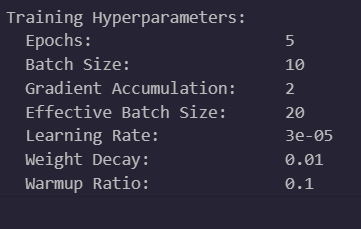 Training Hyperparameters:
Epochs: 5
Batch Size: 10
Gradient Accumulation: 2
Effective Batch Size: 20
Learning Rate: 3e-05
Weight Decay: 0.01
Warmup Ratio: 0.1